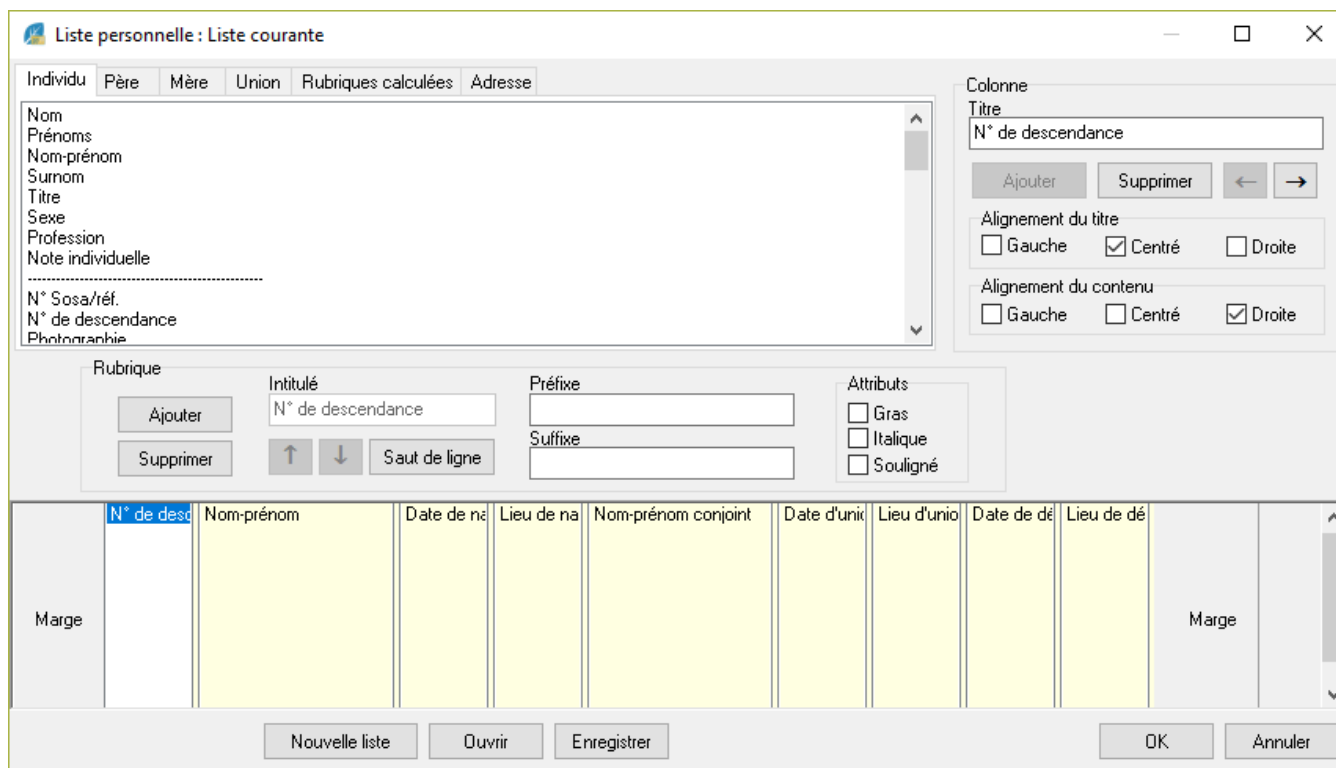 Liste personnelle : Liste courante
Individu Père Mère Union Rubriques calculées Adresse
Nom
Prénoms
Nom-prénom
Surnom
Titre
Sexe
Profession
Note individuelle
--------------------------------------------------
N° Sosa/réf.
N° de descendance
Photographie
Colonne
Titre
N° de descendance
Ajouter Supprimer ← →
Alignement du titre
Gauche Centré Droite
Alignement du contenu
Gauche Centré Droite
Rubrique
Ajouter
Supprimer
Intitulé
N° de descendance
↑ ↓ Saut de ligne
Préfixe
Suffixe
Attributs
Gras
Italique
Souligné
Marge
N° de desc Nom-prénom Date de na Lieu de na Nom-prénom conjoint Date d'unio Lieu d'unio Date de dé Lieu de dé
Marge
Nouvelle liste Ouvrir Enregistrer OK Annuler